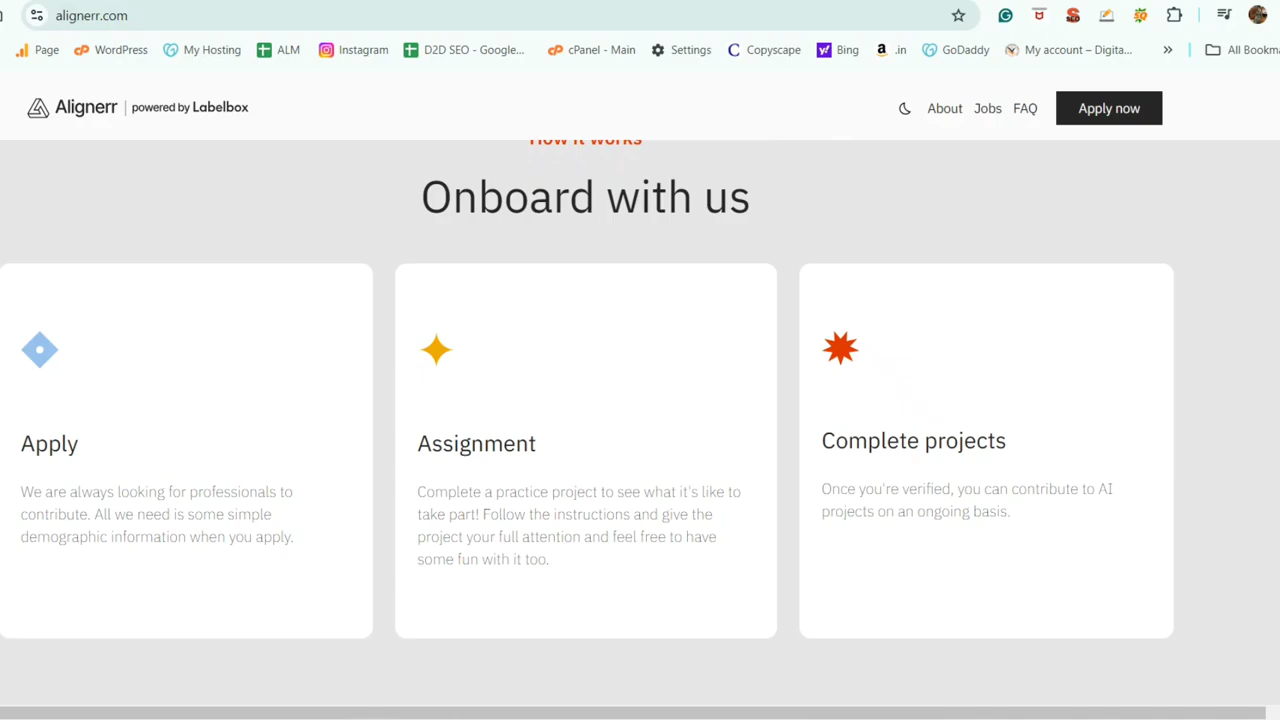 alignerr.com
Page WordPress My Hosting ALM Instagram D2D SEO - Google... cPanel - Main Settings Copyscape Bing .in GoDaddy My account – Digita... » All Bookm
Alignerr | powered by Labelbox
About Jobs FAQ Apply now
How it works
Onboard with us
Apply
We are always looking for professionals to
contribute. All we need is some simple
demographic information when you apply.
Assignment
Complete a practice project to see what it's like to
take part! Follow the instructions and give the
project your full attention and feel free to have
some fun with it too.
Complete projects
Once you're verified, you can contribute to AI
projects on an ongoing basis.